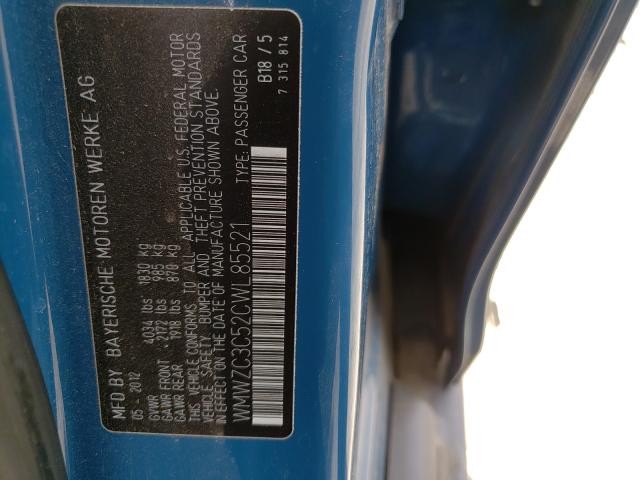 MFD BY BAYERISCHE MOTOREN WERKE AG
05 - 2012
GVWR 4034 lbs 1830 kg
GAWR FRONT 2172 lbs 985 kg
GAWR REAR 1918 lbs 870 kg
THIS VEHICLE CONFORMS TO ALL APPLICABLE U.S. FEDERAL MOTOR
VEHICLE SAFETY, BUMPER AND THEFT PREVENTION STANDARDS
IN EFFECT ON THE DATE OF MANUFACTURE SHOWN ABOVE.
WMWZC3C52CWL85521 TYPE: PASSENGER CAR
B18 / 5
7 315 814